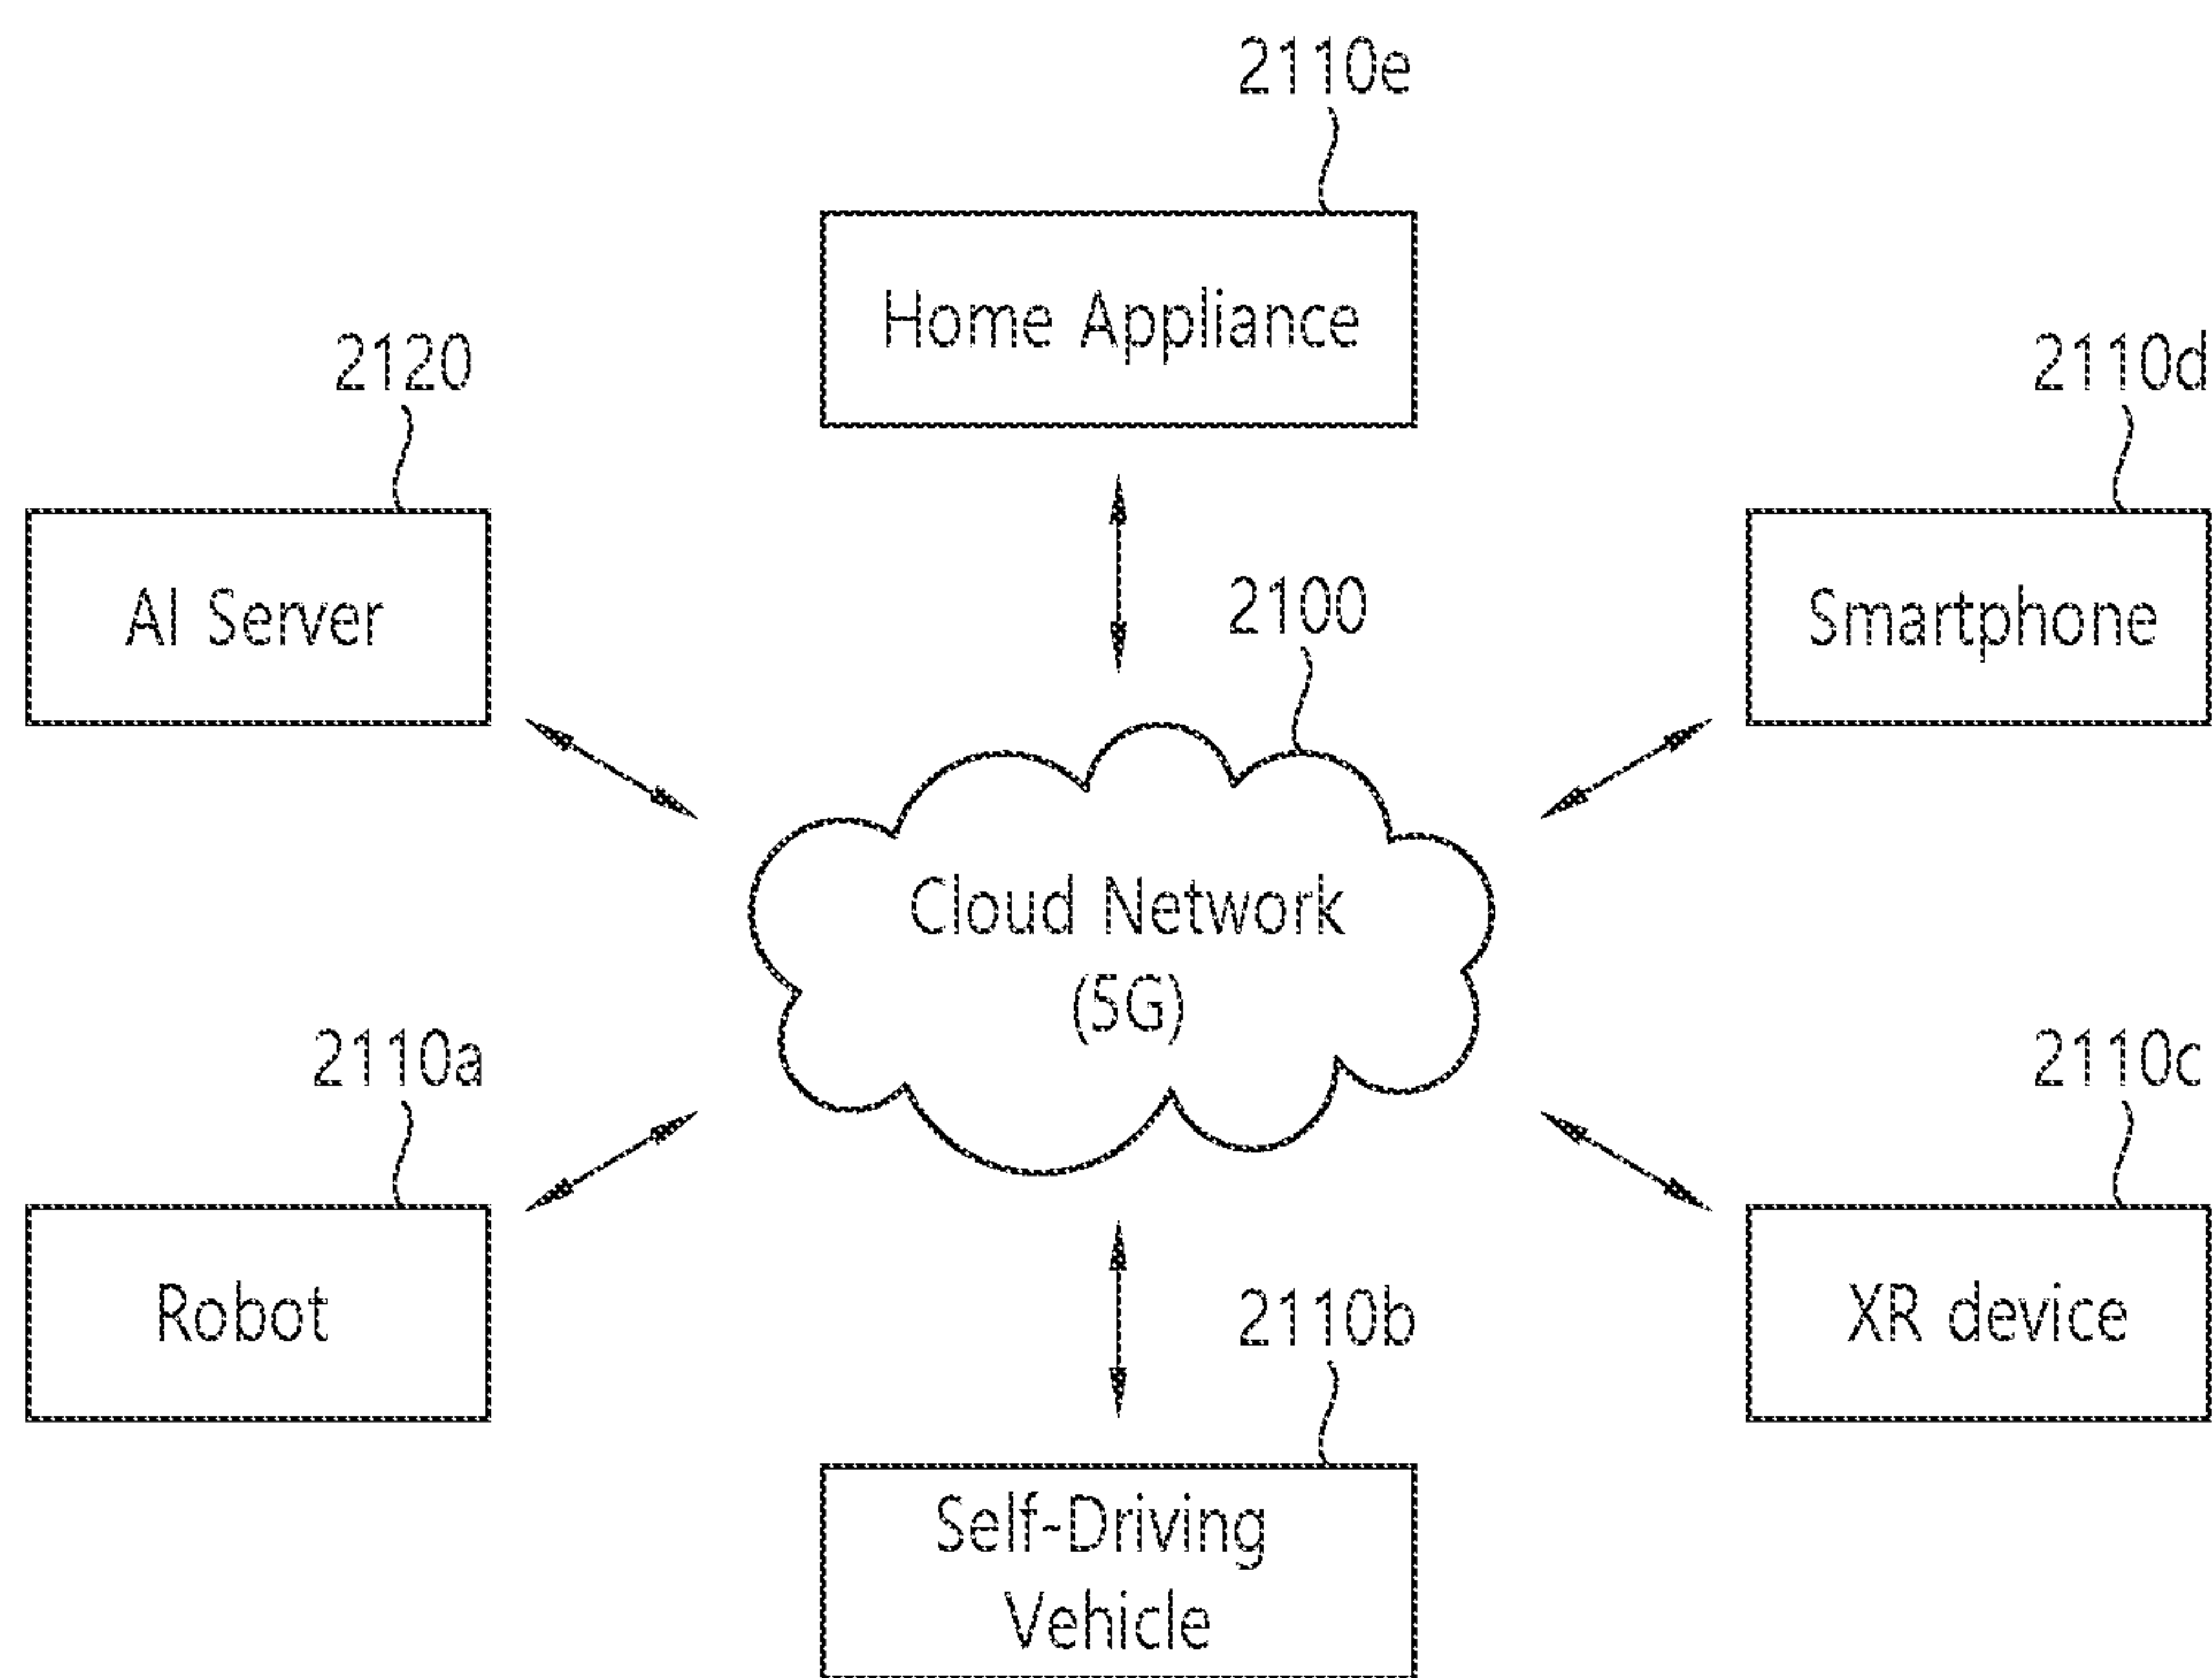 2110e
Home Appliance
2120
AI Server
2110d
Smartphone
2100
Cloud Network
(5G)
2110a
Robot
2110c
XR device
2110b
Self-Driving
Vehicle